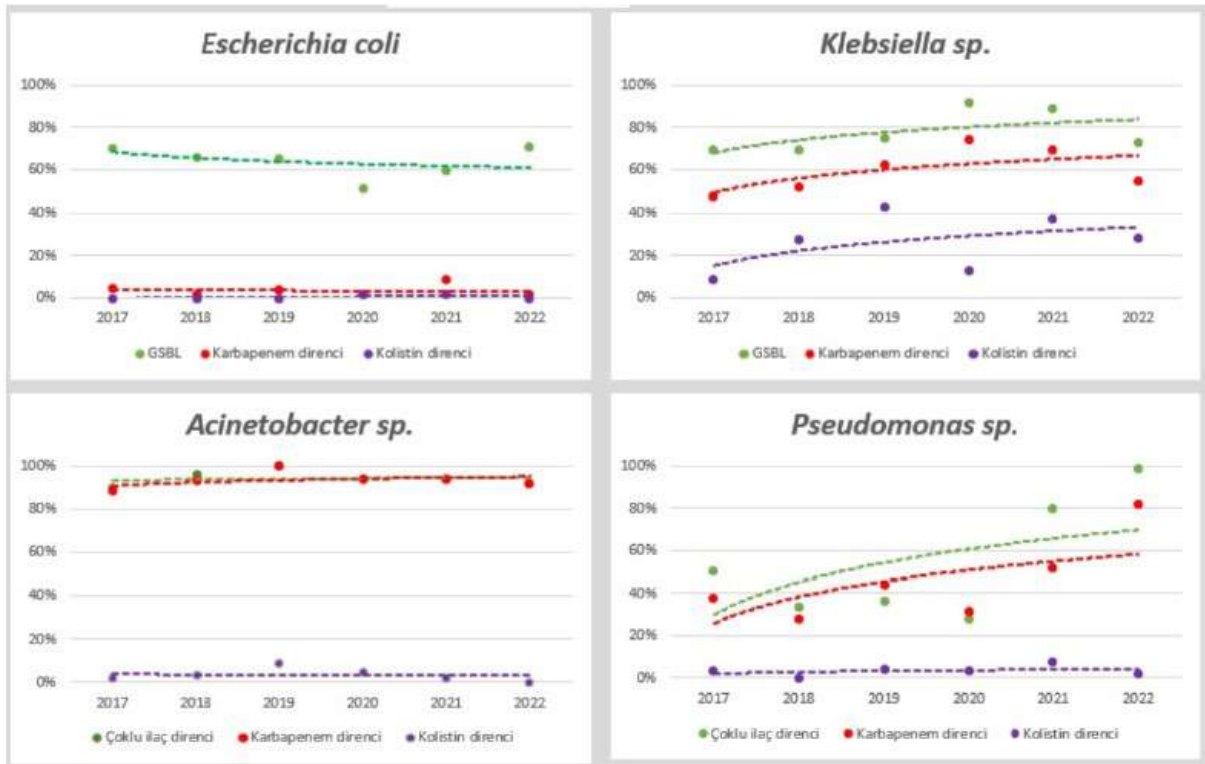 Escherichia coli
100%
80%
60%
40%
20%
0%
2017 2018 2019 2020 2021 2022
GSBL Karbapenem direnci Kolistin direnci
Klebsiella sp.
100%
80%
60%
40%
20%
0%
2017 2018 2019 2020 2021 2022
GSBL Karbapenem direnci Kolistin direnci
Acinetobacter sp.
100%
80%
60%
40%
20%
0%
2017 2018 2019 2020 2021 2022
Çoklu ilaç direnci Karbapenem direnci Kolistin direnci
Pseudomonas sp.
100%
80%
60%
40%
20%
0%
2017 2018 2019 2020 2021 2022
Çoklu ilaç direnci Karbapenem direnci Kolistin direnci